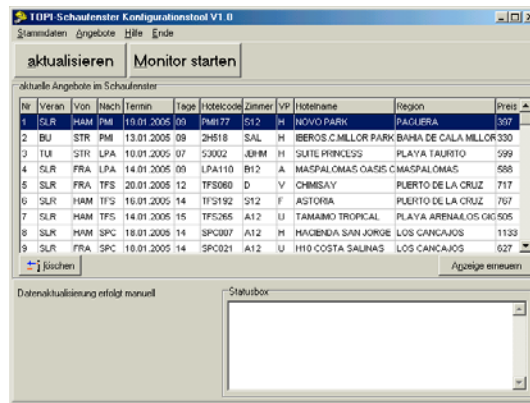 TOPI-Schaufenster Konfigurationstool V1.0
Stammdaten Angebote Hilfe Ende
aktualisieren Monitor starten
aktuelle Angebote im Schaufenster
Nr Veran Von Nach Termin Tage Hotelcode Zimmer VP Hotelname Region Preis
1 SLR HAM PMI 19.01.2005 09 PMI177 S12 H NOVO PARK PAGUERA 397
2 BU STR PMI 13.01.2005 09 2H518 SAL H IBEROS.C.MILLOR PARK BAHIA DE CALA MILLOR 330
3 TUI STR LPA 10.01.2005 07 53002 H SUITE PRINCESS PLAYA TAURITO 599
4 SLR FRA LPA 14.01.2005 09 LPA110 B12 A MASPALOMAS OASIS C MASPALOMAS 588
5 SLR FRA TFS 20.01.2005 12 TFS060 D V CHIMISAY PUERTO DE LA CRUZ 717
6 SLR HAM TFS 16.01.2005 14 TFS192 S12 F ASTORIA PUERTO DE LA CRUZ 767
7 SLR HAM TFS 14.01.2005 15 TFS265 A12 U TAMAIMO TROPICAL PLAYA ARENA/LOS GIG 505
8 SLR HAM SPC 18.01.2005 14 SPC007 A12 H HACIENDA SAN JORGE LOS CANCAJOS 1133
9 SLR FRA SPC 10.01.2005 14 SPC021 A12 U H10 COSTA SALINAS LOS CANCAJOS 627
löschen Anzeige erneuern
Datenaktualisierung erfolgt manuell
Statusbox